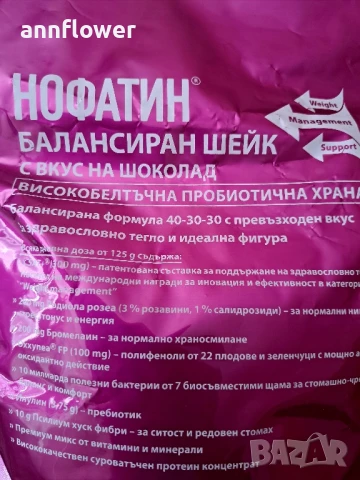 annflower
НОФАТИН®
Weight
Management
Support
БАЛАНСИРАН ШЕЙК
С ВКУС НА ШОКОЛАД
(ВИСОКОБЕЛТЪЧНА ПРОБИОТИЧНА ХРАНА
балансирана формула 40-30-30 с превъзходен вкус
здравословно тегло и идеална фигура
доза от 125 g съдържа:
(300 mg) – патентована съставка за поддържане на здравословно
международни награди за иновация и ефективност в категори
management”
родиола розеа (3 % розавини, 1 % салидрозиди) – за нормални ни
тонус и енергия
Бромелаин – за нормално храносмилане
FP (100 mg) – полифеноли от 22 плодове и зеленчуци с мощно а
оксидантно действие
» 10 милиарда полезни бактерии от 7 биосъвместими щама за стомашно-ч
и комфорт
– пребиотик
» 10 g Псилиум хуск фибри – за ситост и редовен стомах
» Премиум микс от витамини и минерали
» Висококачествен суроватъчен протеин концентрат
BAZAR